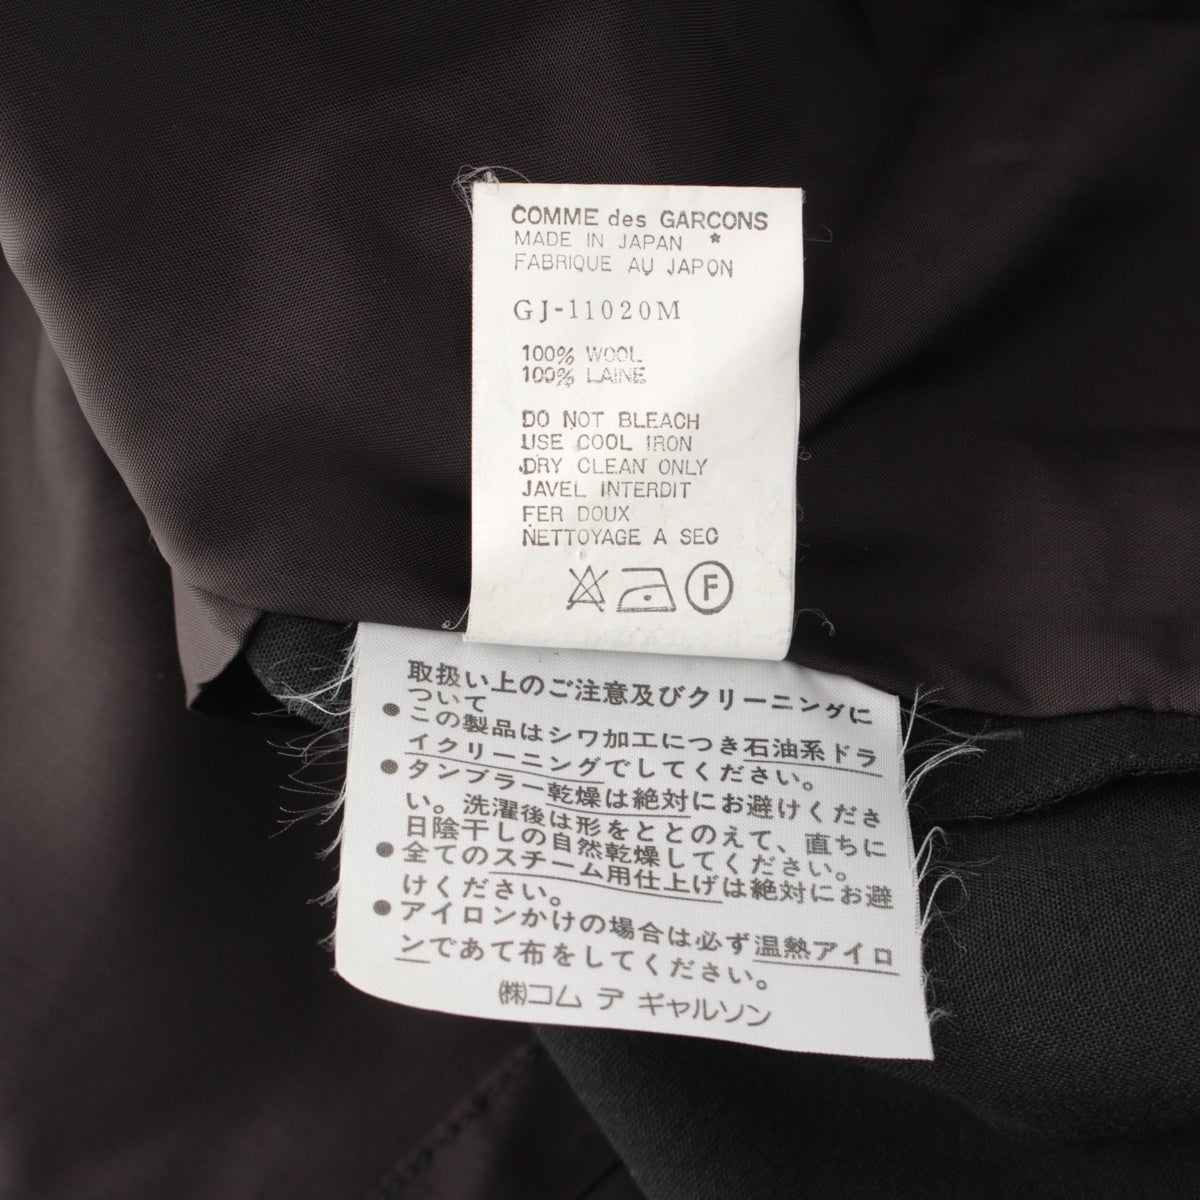 COMME des GARCONS
MADE IN JAPAN *
FABRIQUE AU JAPON
GJ-11020M
100% WOOL
100% LAINE
DO NOT BLEACH
USE COOL IRON
DRY CLEAN ONLY
JAVEL INTERDIT
FER DOUX
NETTOYAGE A SEC
F
取扱い上のご注意及びクリーニングに
ついて
●この製品はシワ加工につき石油系ドラ
イクリーニングでしてください。
●タンブラー乾燥は絶対にお避けくださ
い。洗濯後は形をととのえて、直ちに
日陰干しの自然乾燥してください。
●全てのスチーム用仕上げは絶対にお避
けください。
●アイロンかけの場合は必ず温熱アイロ
ンであて布をしてください。
㈱コム デ ギャルソン